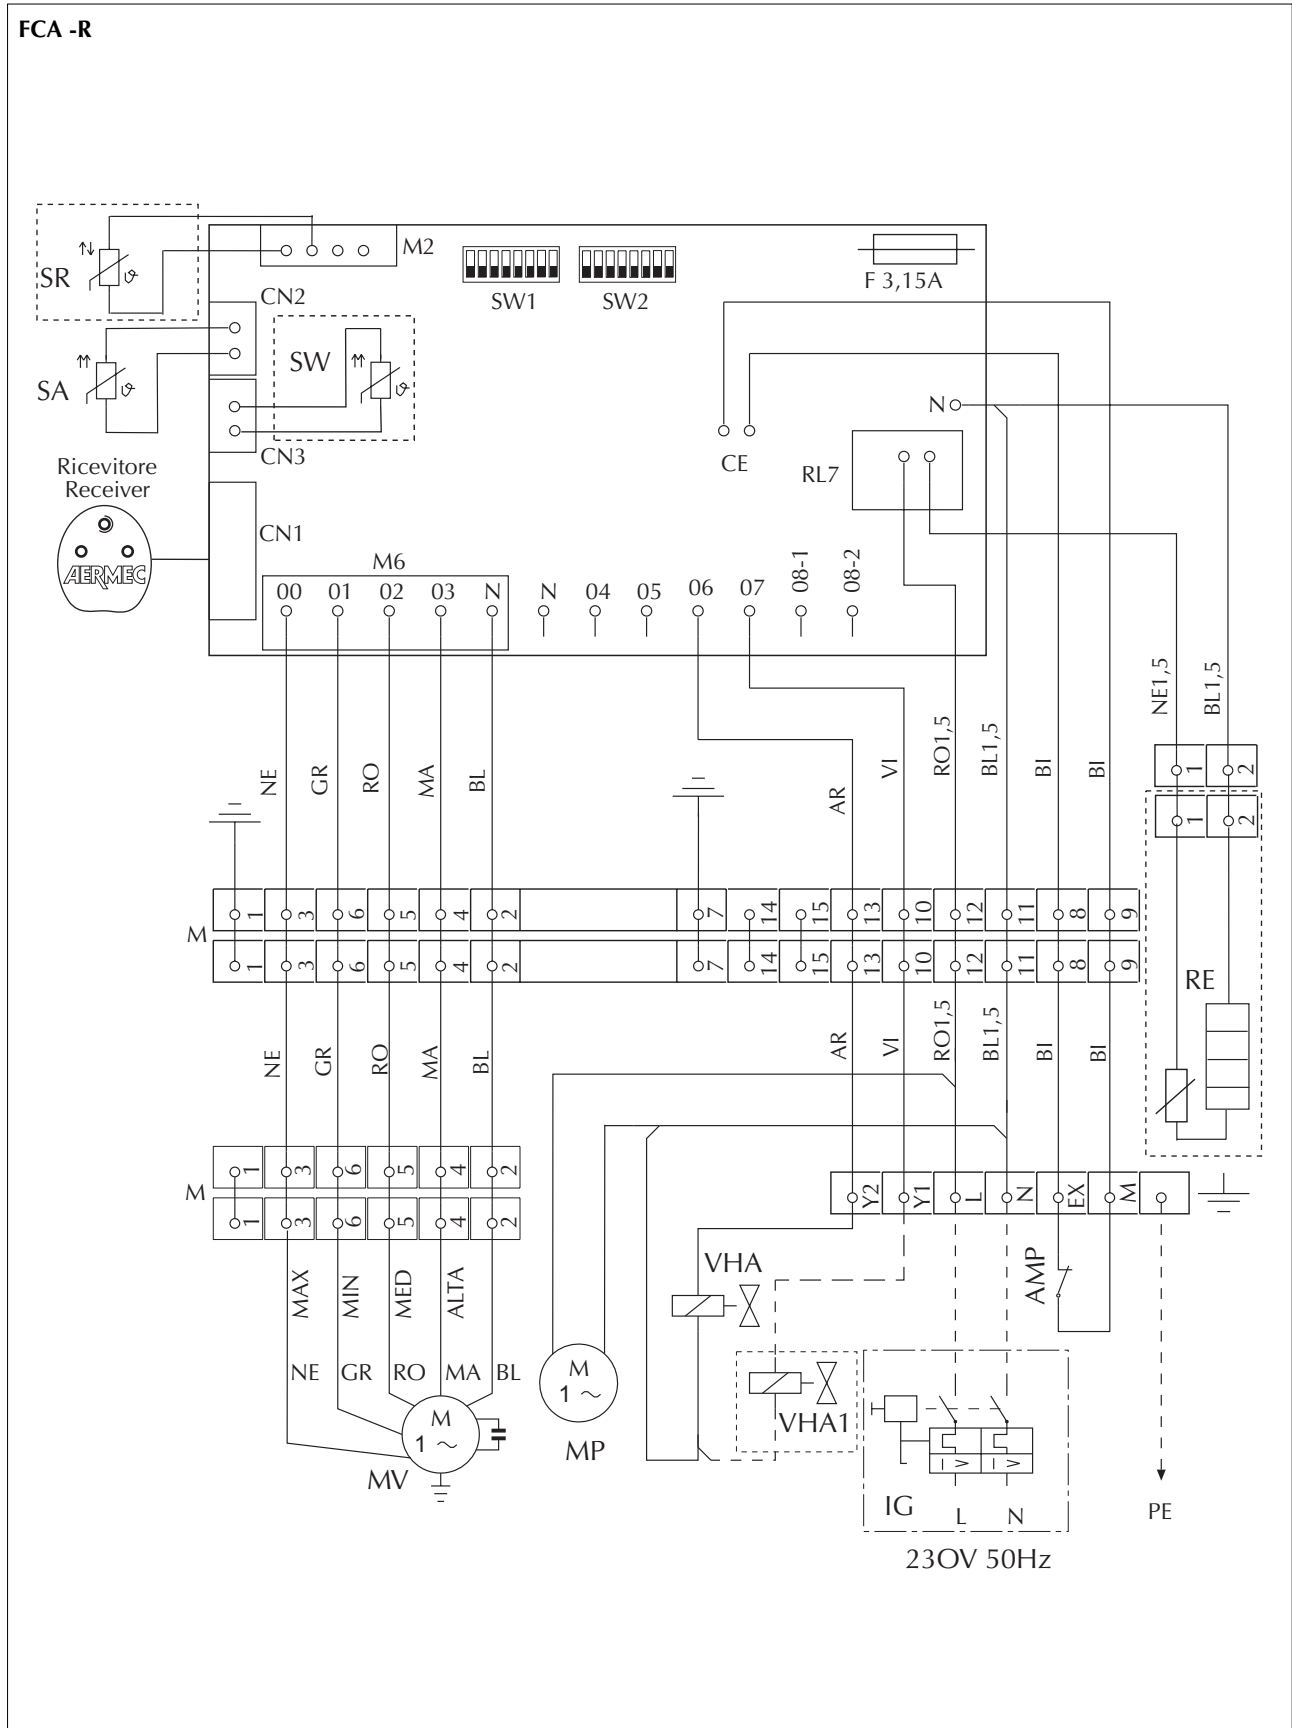 FCA -R
M2
SW1
SW2
F 3,15A
SR
CN2
SA
SW
CN3
N
CE
RL7
Ricevitore
Receiver
AERMEC
CN1
M6
00 01 02 03 N N 04 05 06 07 08-1 08-2
NE GR RO MA BL AR VI RO1,5 BL1,5 BI BI NE1,5 BL1,5
1 2
1 2
M
1 3 6 5 4 2 7 14 15 13 10 12 11 8 9
1 3 6 5 4 2 7 14 15 13 10 12 11 8 9
RE
NE GR RO MA BL AR VI RO1,5 BL1,5 BI BI
M
1 3 6 5 4 2
1 3 6 5 4 2
Y2 Y1 L N EX M
MAX MIN MED ALTA
VHA
AMP
NE GR RO MA BL
M
1 ~
MV
M
1 ~
MP
VHA1
I > I >
IG
L N
PE
23OV 50Hz